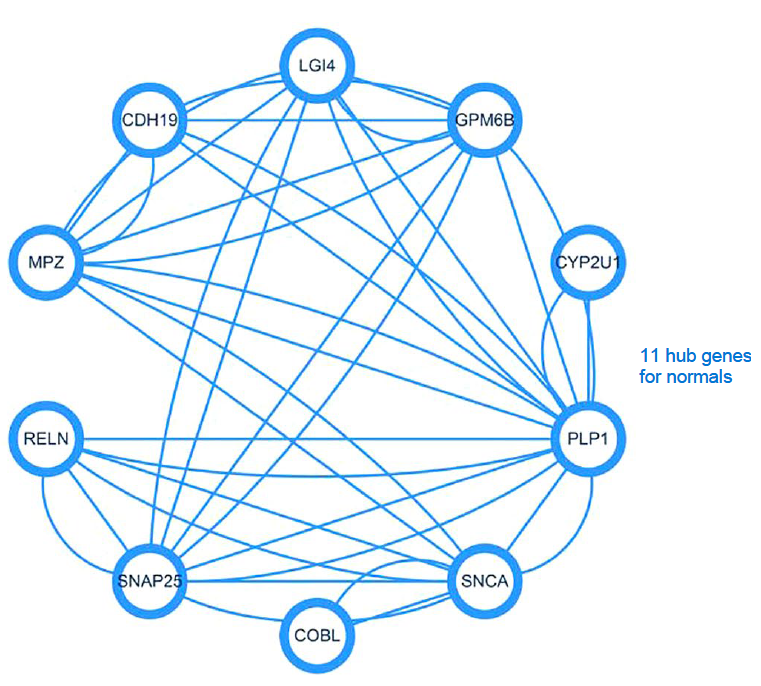 LGI4
CDH19
GPM6B
MPZ
CYP2U1
11 hub genes
for normals
RELN
PLP1
SNAP25
SNCA
COBL